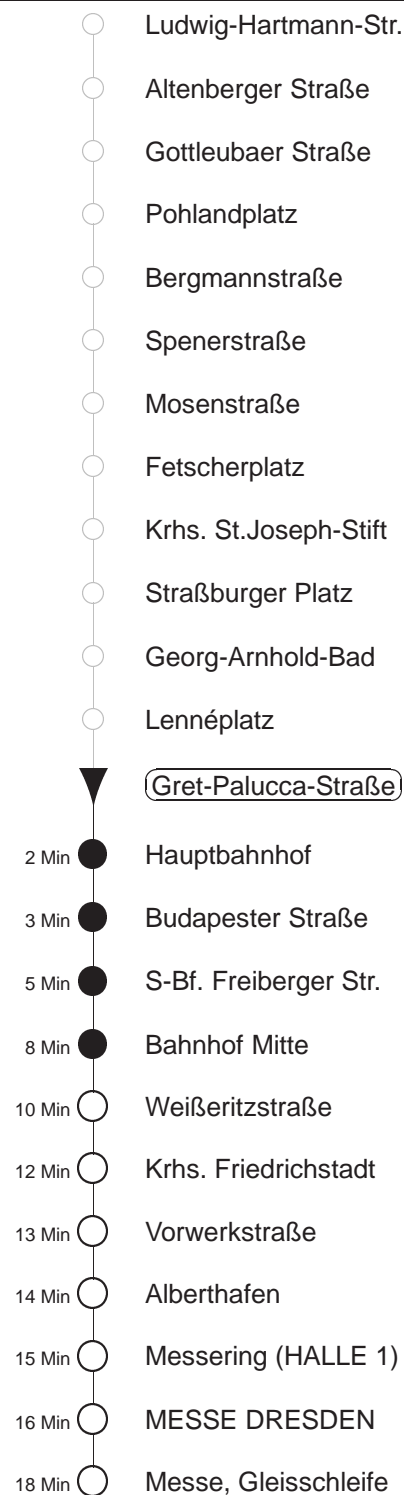 Ludwig-Hartmann-Str.
Altenberger Straße
Gottleubaer Straße
Pohlandplatz
Bergmannstraße
Spenerstraße
Mosenstraße
Fetscherplatz
Krhs. St.Joseph-Stift
Straßburger Platz
Georg-Arnhold-Bad
Lennéplatz
Gret-Palucca-Straße
2 Min Hauptbahnhof
3 Min Budapester Straße
5 Min S-Bf. Freiberger Str.
8 Min Bahnhof Mitte
10 Min Weißeritzstraße
12 Min Krhs. Friedrichstadt
13 Min Vorwerkstraße
14 Min Alberthafen
15 Min Messering (HALLE 1)
16 Min MESSE DRESDEN
18 Min Messe, Gleisschleife